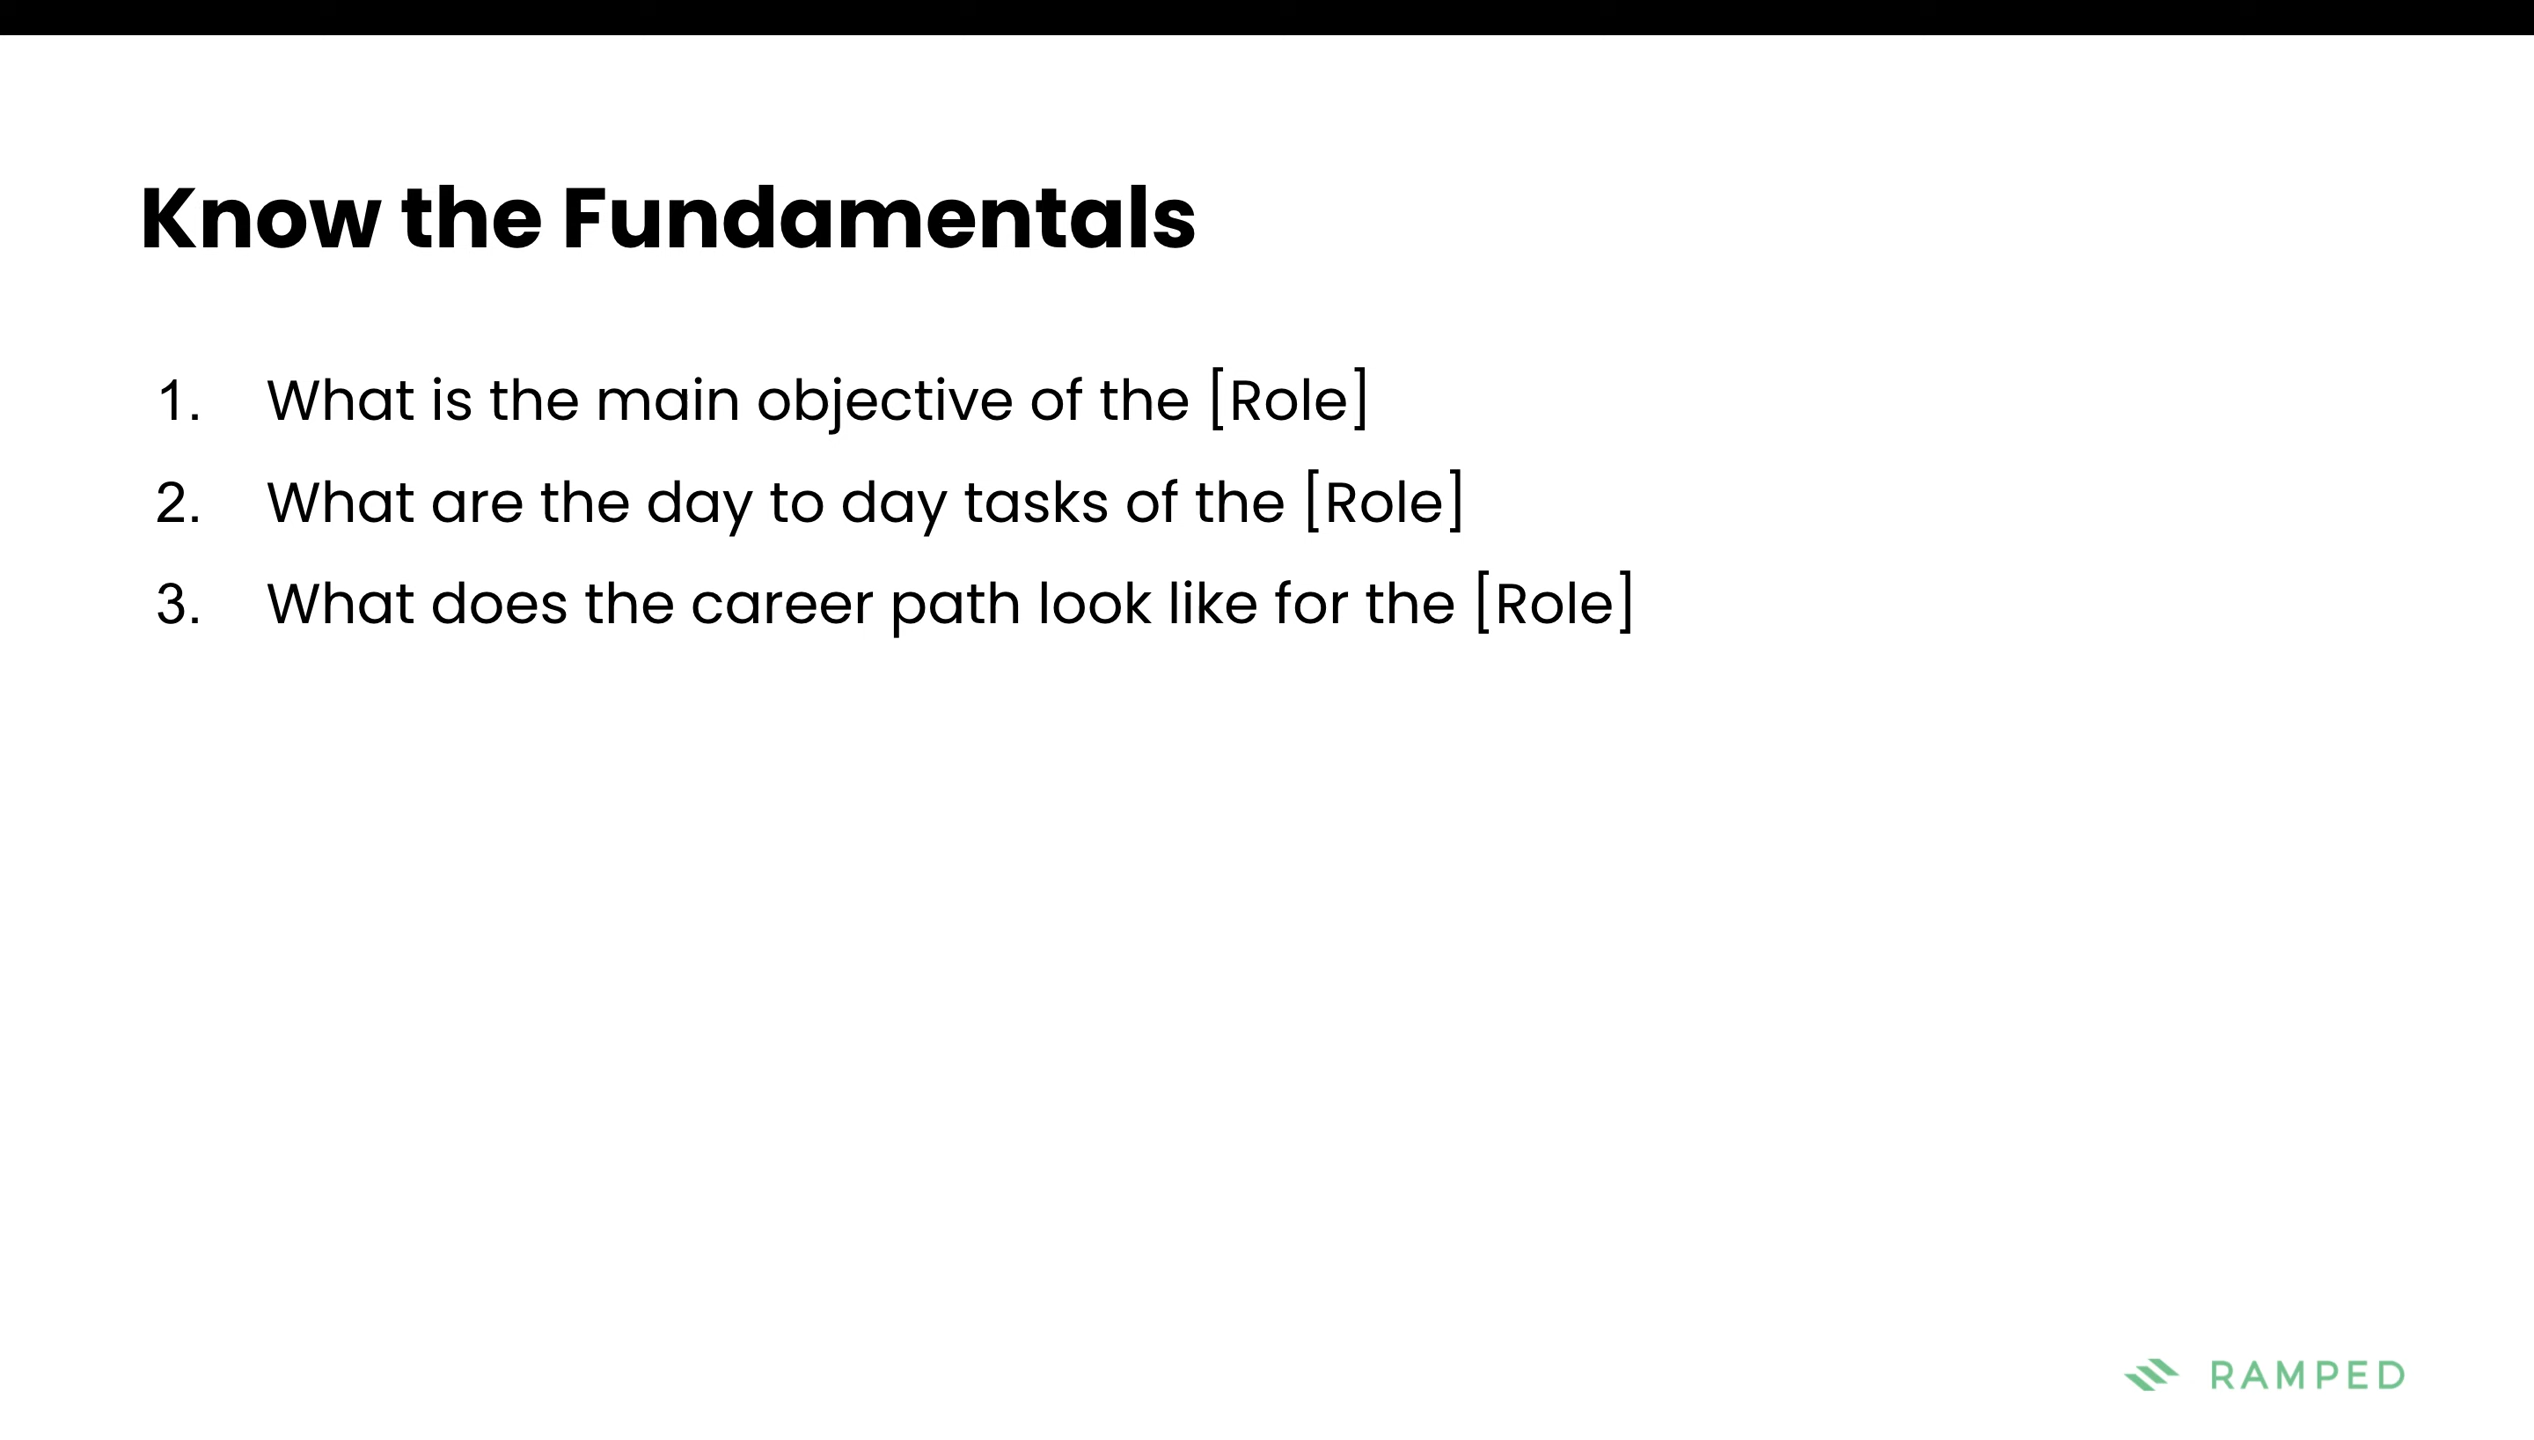 Know the Fundamentals
1. What is the main objective of the [Role]
2. What are the day to day tasks of the [Role]
3. What does the career path look like for the [Role]
RAMPED